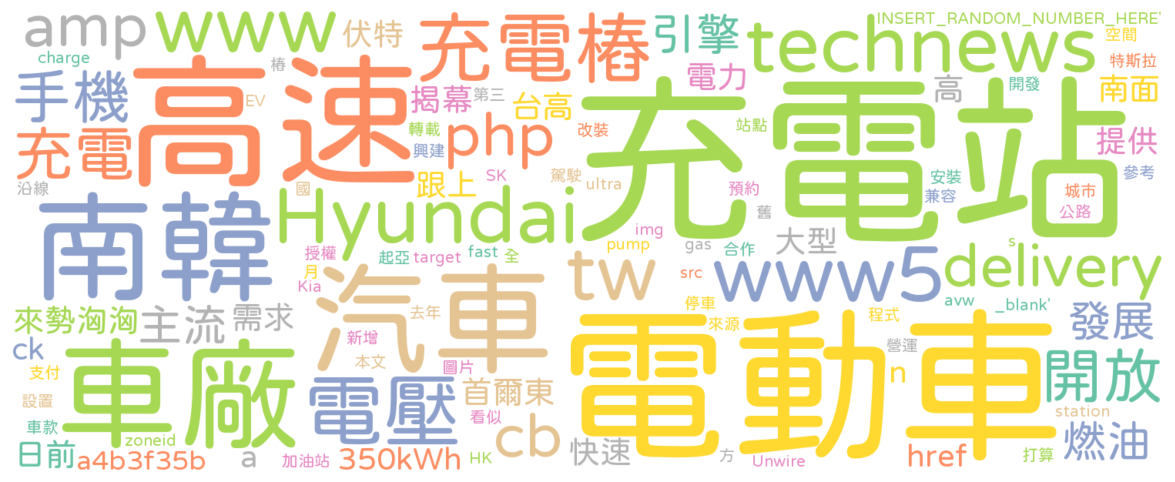 amp www 伏特 充電樁 引擎 technews INSERT_RANDOM_NUMBER_HERE' 空間
charge 樁 電力 特斯拉
手機 高速 EV 揭幕 第三 台高 充電站 高 開發 南面
充電 php 轉載 興建 改裝 站點 提供
沿線 國 跟上 SK 駕駛 ultra 預約 舊 安裝 兼容 參考 城市 公路
南韓 Hyundai 授權 月 Kia 起亞 target fast 全 pump img gas 合作 大型 s
汽車 tw src www5 delivery
來勢洶洶 主流 需求 去年 停車 來源 程式 avw _blank' 發展
ck 車廠 新增 本文 電動車 營運 開放
支付 圖片 n
設置 電壓 首爾東 看似 station
車款 zoneid cb 燃油
日前 a4b3f35b a 加油站 350kWh HK 快速 方 Unwire href 打算